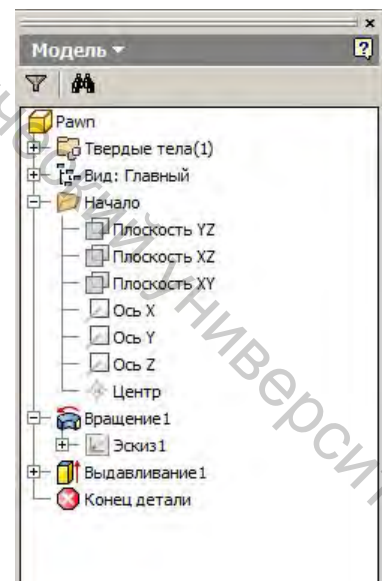 Модель
Pawn
Твердые тела(1)
Вид: Главный
Начало
Плоскость YZ
Плоскость XZ
Плоскость XY
Ось X
Ось Y
Ось Z
Центр
Вращение1
Эскиз1
Выдавливание1
Конец детали